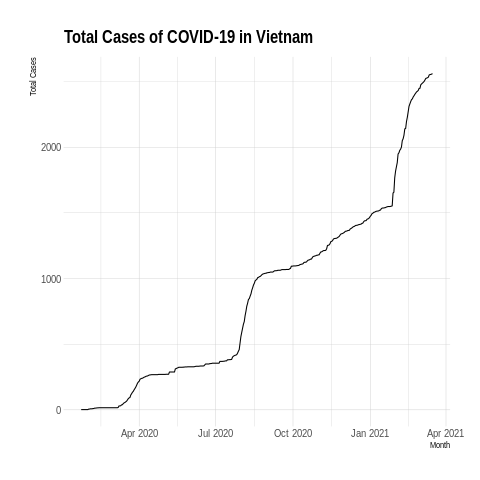 Total Cases of COVID-19 in Vietnam
Total Cases
2000
1000
0
Apr 2020 Jul 2020 Oct 2020 Jan 2021 Apr 2021
Month